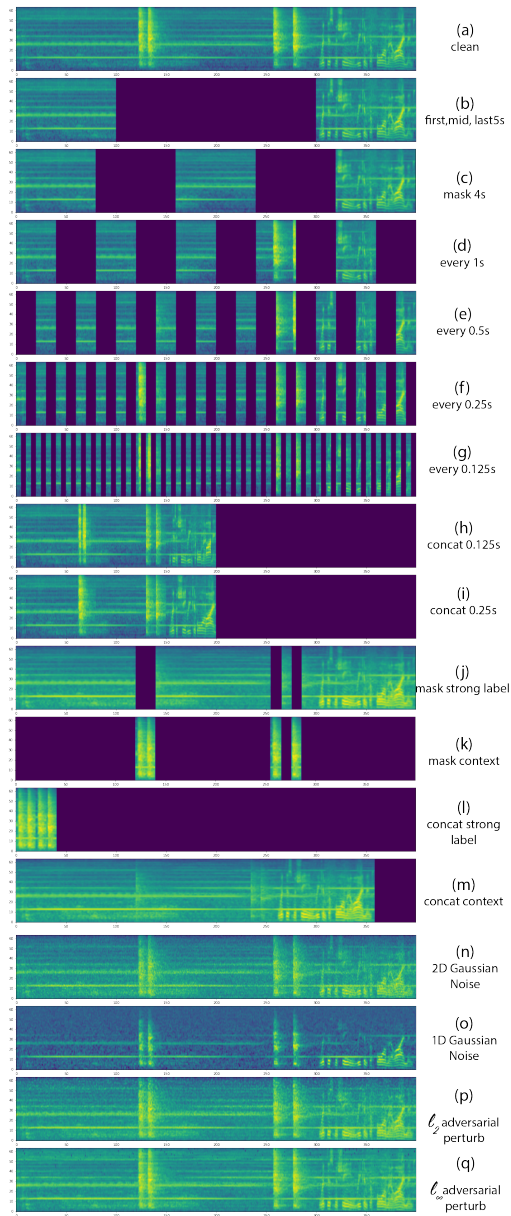 (a)
clean
(b)
first,mid, last5s
(c)
mask 4s
(d)
every 1s
(e)
every 0.5s
(f)
every 0.25s
(g)
every 0.125s
(h)
concat 0.125s
(i)
concat 0.25s
(j)
mask strong label
(k)
mask context
(l)
concat strong
label
(m)
concat context
(n)
2D Gaussian
Noise
(o)
1D Gaussian
Noise
(p)
ℓ2 adversarial
perturb
(q)
ℓ∞ adversarial
perturb